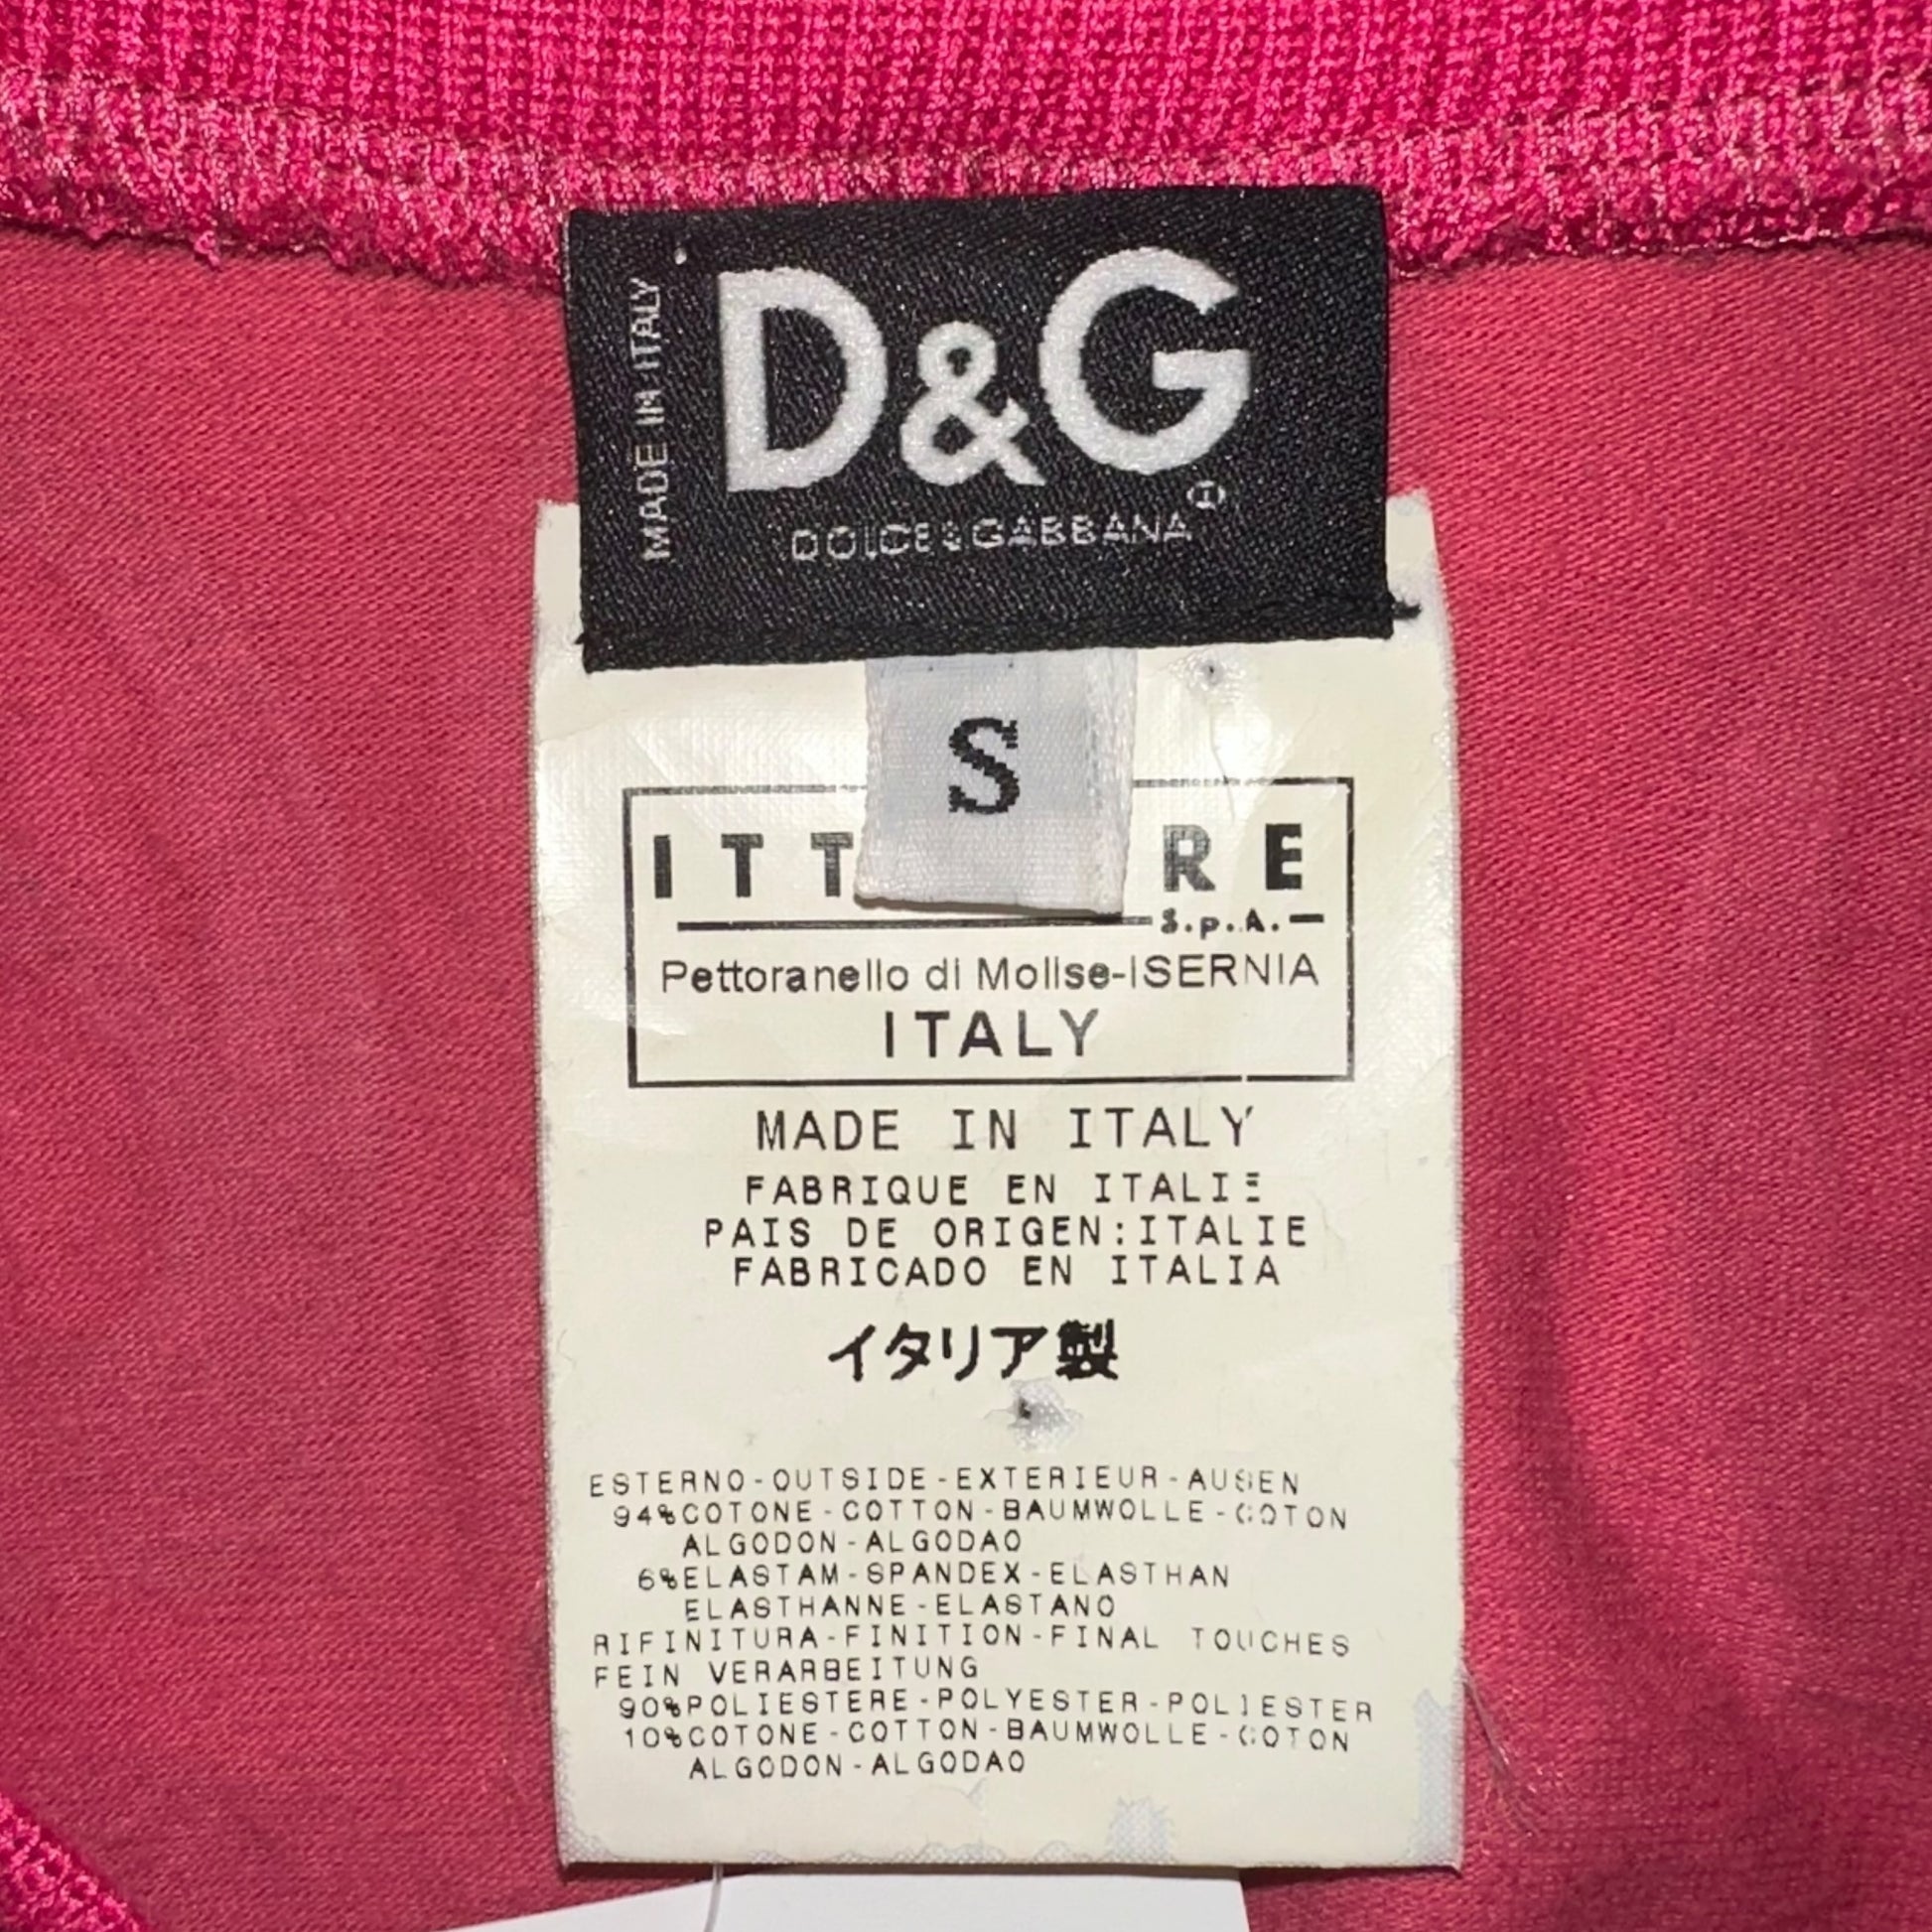 MADE IN ITALY
D&G
DOLCE&GABBANA®
S
ITT RE
S.p.A.
Pettoranello di Molise-ISERNIA
ITALY
MADE IN ITALY
FABRIQUE EN ITALIE
PAIS DE ORIGEN:ITALIE
FABRICADO EN ITALIA
イタリア製
ESTERNO-OUTSIDE-EXTERIEUR-AUSEN
94%COTONE-COTTON-BAUMWOLLE-COTON
ALGODON-ALGODAO
6%ELASTAM-SPANDEX-ELASTHAN
ELASTHANNE-ELASTANO
RIFINITURA-FINITION-FINAL TOUCHES
FEIN VERARBEITUNG
90%POLIESTERE-POLYESTER-POLIESTER
10%COTONE-COTTON-BAUMWOLLE-COTON
ALGODON-ALGODAO